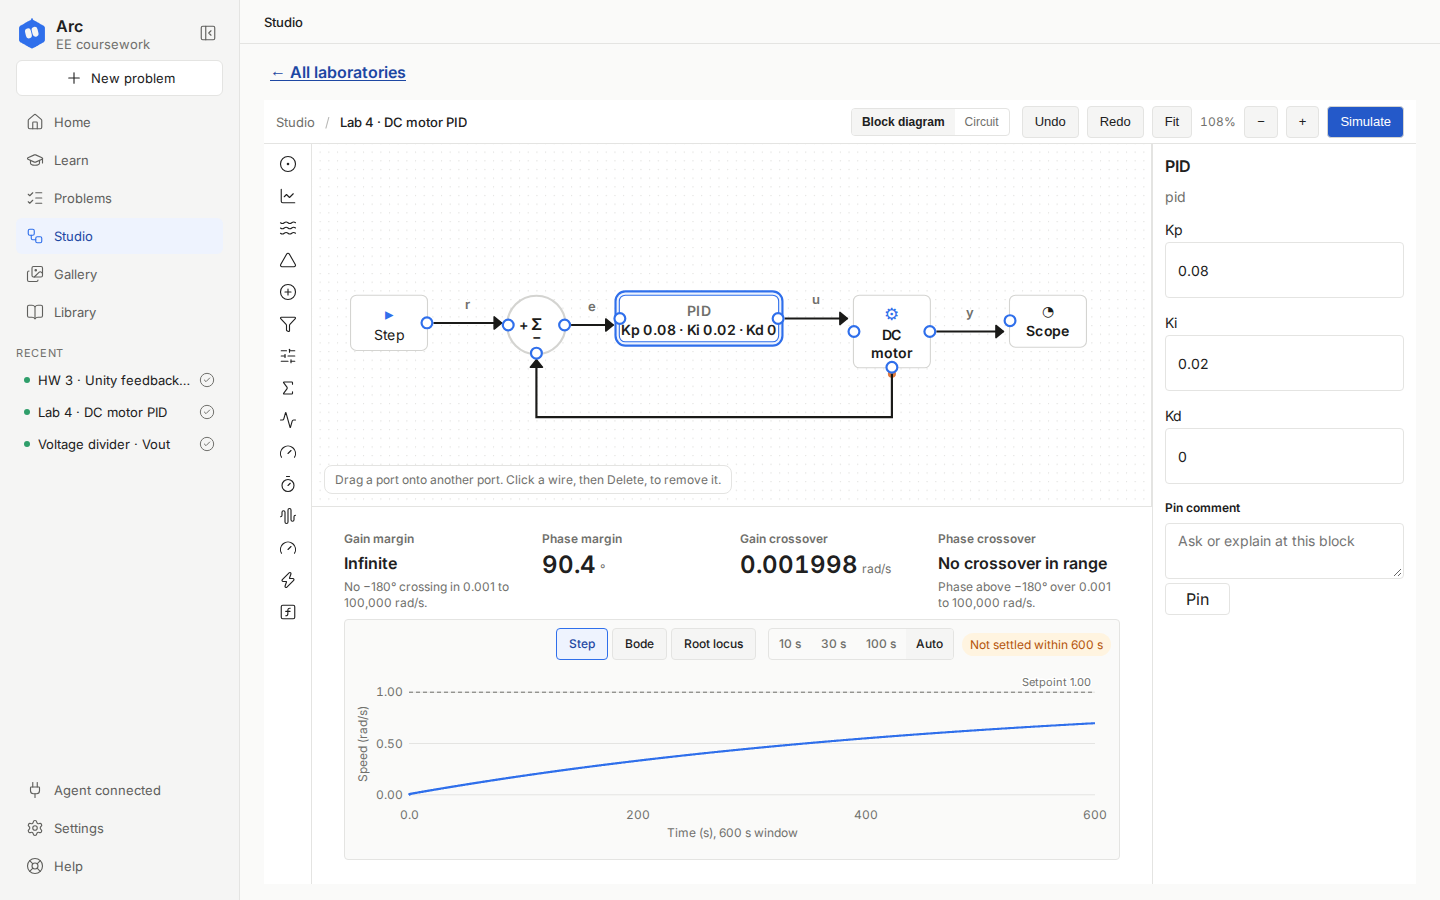 Arc
EE coursework
New problem
Home
Learn
Problems
Studio
Gallery
Library
RECENT
HW 3 · Unity feedback...
Lab 4 · DC motor PID
Voltage divider · Vout
Agent connected
Settings
Help
Studio
← All laboratories
Studio / Lab 4 · DC motor PID
Block diagram Circuit Undo Redo Fit 108% − + Simulate
r
Step
+ Σ
−
e
PID
Kp 0.08 · Ki 0.02 · Kd 0
u
DC
motor
y
Scope
Drag a port onto another port. Click a wire, then Delete, to remove it.
Gain margin
Infinite
No −180° crossing in 0.001 to
100,000 rad/s.
Phase margin
90.4 °
Gain crossover
0.001998 rad/s
Phase crossover
No crossover in range
Phase above −180° over 0.001
to 100,000 rad/s.
Step Bode Root locus 10 s 30 s 100 s Auto Not settled within 600 s
Setpoint 1.00
1.00
0.50
0.00
Speed (rad/s)
0.0 200 400 600
Time (s), 600 s window
PID
pid
Kp
0.08
Ki
0.02
Kd
0
Pin comment
Ask or explain at this block
Pin